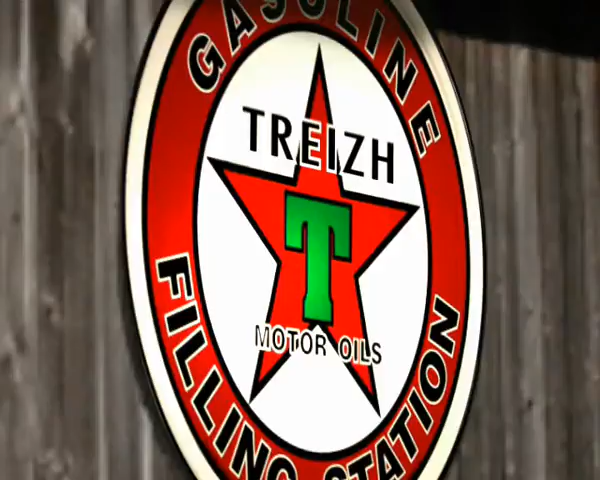 GASOLINE
TREIZH
T
MOTOR OILS
FILLING STATION